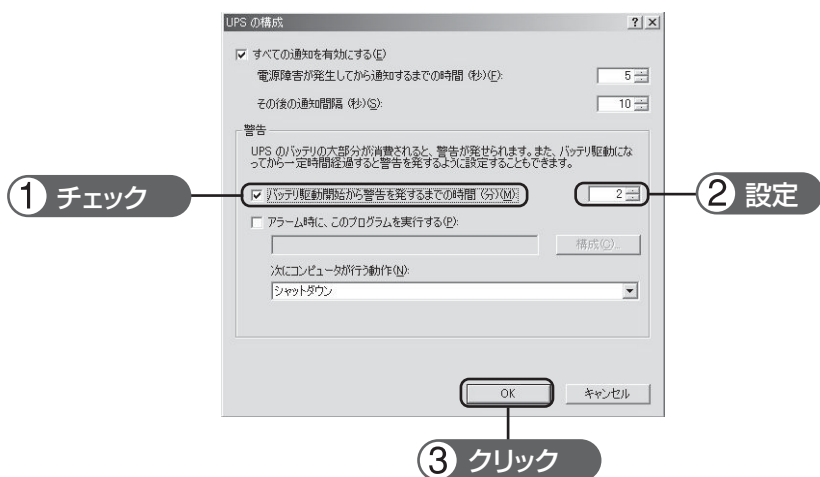 UPS の構成
すべての通知を有効にする(E)
電源障害が発生してから通知するまでの時間 (秒)(F):
5
その後の通知間隔 (秒)(S):
10
警告
UPS のバッテリの大部分が消費されると、警告が発せられます。また、バッテリ駆動にな
ってから一定時間経過すると警告を発するように設定することもできます。
① チェック
バッテリ駆動開始から警告を発するまでの時間 (分)(M):
2
② 設定
アラーム時に、このプログラムを実行する(P):
構成(O)...
次にコンピュータが行う動作(N):
シャットダウン
OK
キャンセル
③ クリック